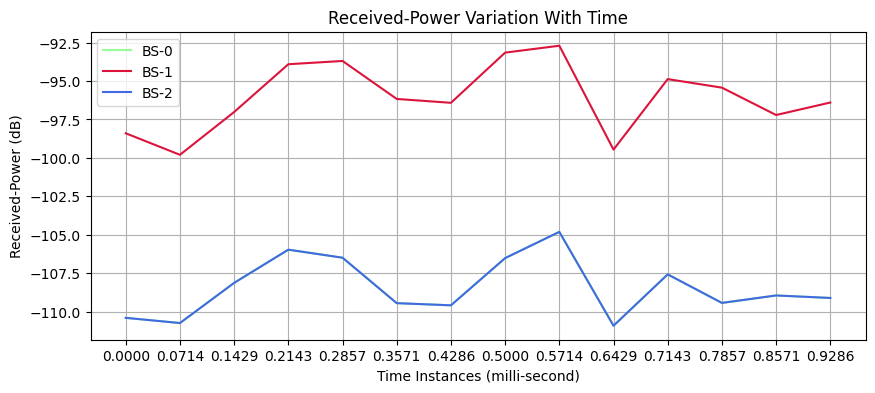 Received-Power Variation With Time
Received-Power (dB)
−92.5
−95.0
−97.5
−100.0
−102.5
−105.0
−107.5
−110.0
BS-0
BS-1
BS-2
0.0000 0.0714 0.1429 0.2143 0.2857 0.3571 0.4286 0.5000 0.5714 0.6429 0.7143 0.7857 0.8571 0.9286
Time Instances (milli-second)